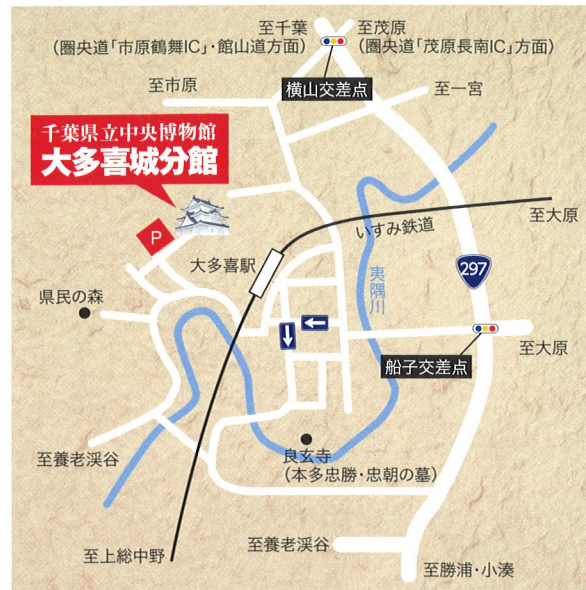 至千葉
(圏央道「市原鶴舞IC」・館山道方面)
至茂原
(圏央道「茂原長南IC」方面)
横山交差点
至市原
至一宮
千葉県立中央博物館
大多喜城分館
P
至大原
いすみ鉄道
大多喜駅
297
夷隅川
県民の森
船子交差点
至大原
良玄寺
(本多忠勝・忠朝の墓)
至養老渓谷
至上総中野
至養老渓谷
至勝浦・小湊